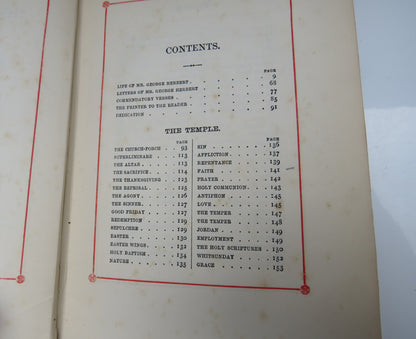 CONTENTS.
PAGE
LIFE OF MR. GEORGE HERBERT . . . . . . 9
LETTERS OF MR. GEORGE HERBERT . . . . . 68
COMMENDATORY VERSES . . . . . . . 77
THE PRINTER TO THE READER . . . . . . 85
DEDICATION . . . . . . . . . 91
THE TEMPLE.
PAGE
THE CHURCH-PORCH . . 93
SUPERLIMINARE . . . . 113
THE ALTAR . . . . . 113
THE SACRIFICE . . . . 114
THE THANKSGIVING . . 123
THE REPRISAL . . . . 125
THE AGONY . . . . . 126
THE SINNER . . . . . 127
GOOD FRIDAY . . . . 127
REDEMPTION . . . . 129
SEPULCHRE . . . . . 129
EASTER . . . . . . 130
EASTER WINGS . . . . 132
HOLY BAPTISM . . . . 134
NATURE . . . . . . 135
PAGE
SIN . . . . . . . 136
AFFLICTION . . . . . 137
REPENTANCE . . . . 139
FAITH . . . . . . 141
PRAYER . . . . . . 142
HOLY COMMUNION . . . 143
ANTIPHON . . . . . 145
LOVE . . . . . . . 145
THE TEMPER . . . . 147
THE TEMPER . . . . 148
JORDAN . . . . . . 149
EMPLOYMENT . . . . 149
THE HOLY SCRIPTURES . . 150
WHITSUNDAY . . . . 152
GRACE . . . . . . 153